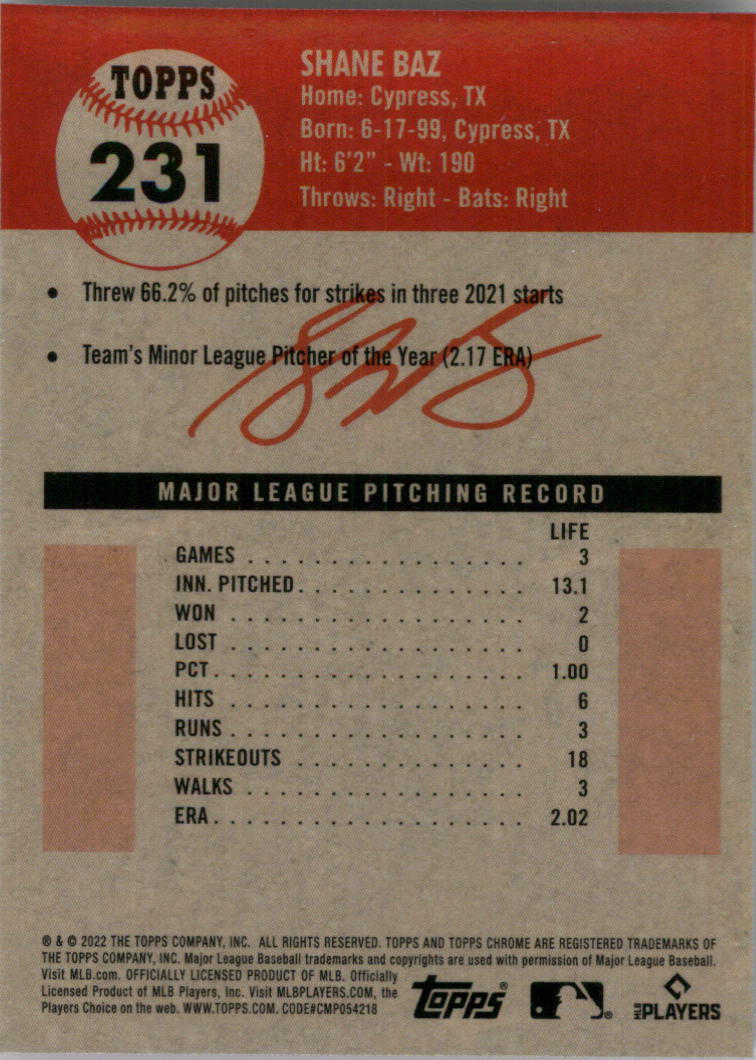 TOPPS
231
SHANE BAZ
Home: Cypress, TX
Born: 6-17-99, Cypress, TX
Ht: 6'2" - Wt: 190
Throws: Right - Bats: Right
• Threw 66.2% of pitches for strikes in three 2021 starts
• Team's Minor League Pitcher of the Year (2.17 ERA)
MAJOR LEAGUE PITCHING RECORD
LIFE
GAMES . . . . . . . . . . . . . . . . . . 3
INN. PITCHED . . . . . . . . . . . . . . 13.1
WON . . . . . . . . . . . . . . . . . . . 2
LOST . . . . . . . . . . . . . . . . . . . 0
PCT . . . . . . . . . . . . . . . . . . . . 1.00
HITS . . . . . . . . . . . . . . . . . . . 6
RUNS . . . . . . . . . . . . . . . . . . . 3
STRIKEOUTS . . . . . . . . . . . . . . . 18
WALKS . . . . . . . . . . . . . . . . . . 3
ERA . . . . . . . . . . . . . . . . . . . . 2.02
® & © 2022 THE TOPPS COMPANY, INC. ALL RIGHTS RESERVED. TOPPS AND TOPPS CHROME ARE REGISTERED TRADEMARKS OF
THE TOPPS COMPANY, INC. Major League Baseball trademarks and copyrights are used with permission of Major League Baseball.
Visit MLB.com. OFFICIALLY LICENSED PRODUCT OF MLB. Officially
Licensed Product of MLB Players, Inc. Visit MLBPLAYERS.COM, the
Players Choice on the web. WWW.TOPPS.COM. CODE#CMP054218
topps®
MLB PLAYERS